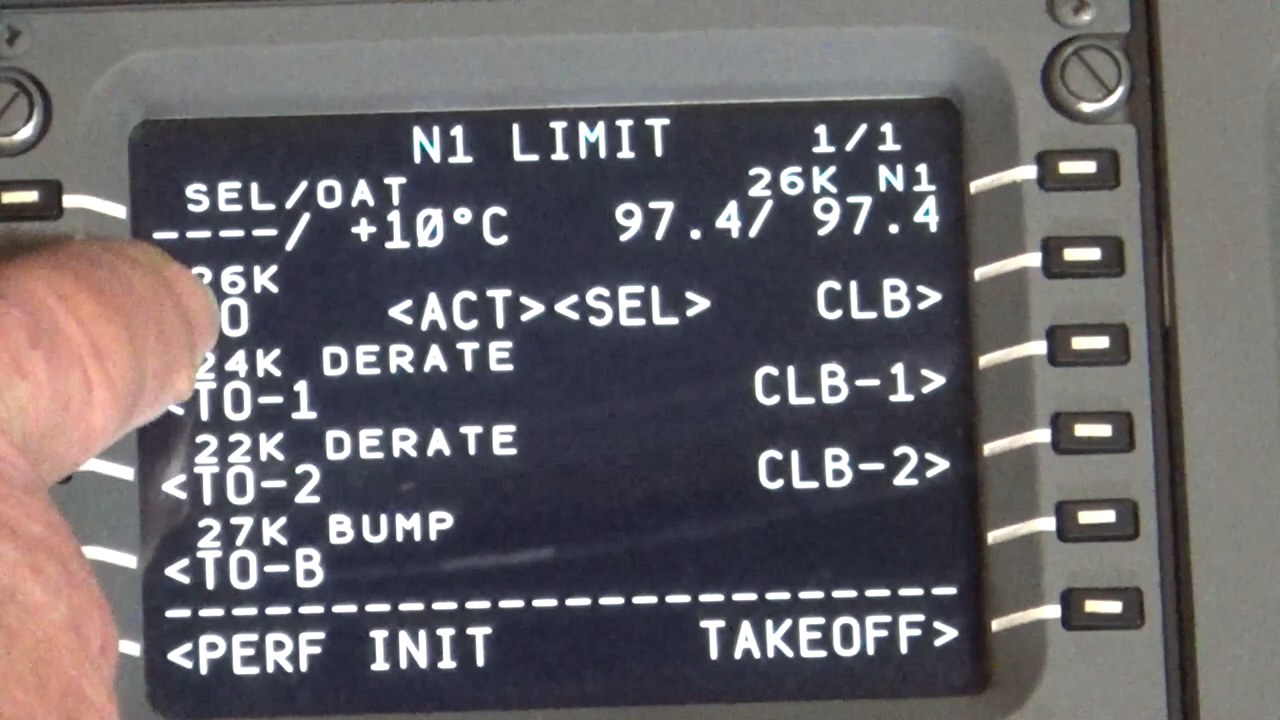 N1 LIMIT 1/1
SEL/OAT 26K N1
----/ +10°C 97.4/ 97.4
26K
O <ACT><SEL> CLB>
24K DERATE
<TO-1 CLB-1>
22K DERATE
<TO-2 CLB-2>
27K BUMP
<TO-B
------------------------
<PERF INIT TAKEOFF>